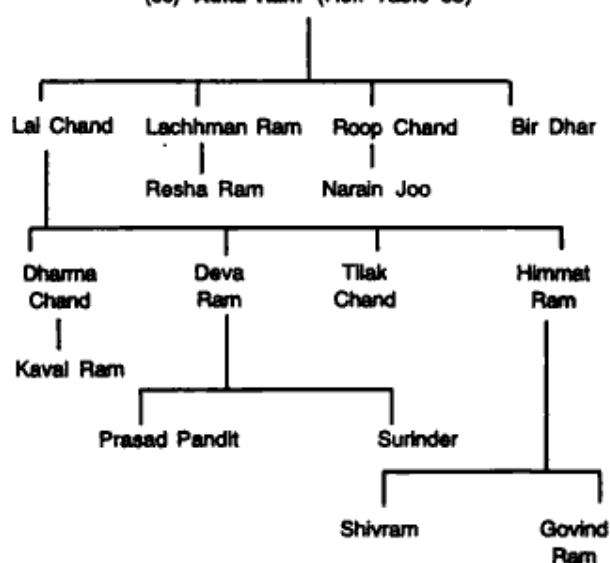 Lal Chand Lachhman Ram Roop Chand Bir Dhar
Resha Ram Narain Joo
Dharma Deva Tilak Himmat
Chand Ram Chand Ram
Kaval Ram
Prasad Pandit Surinder
Shivram Govind
Ram